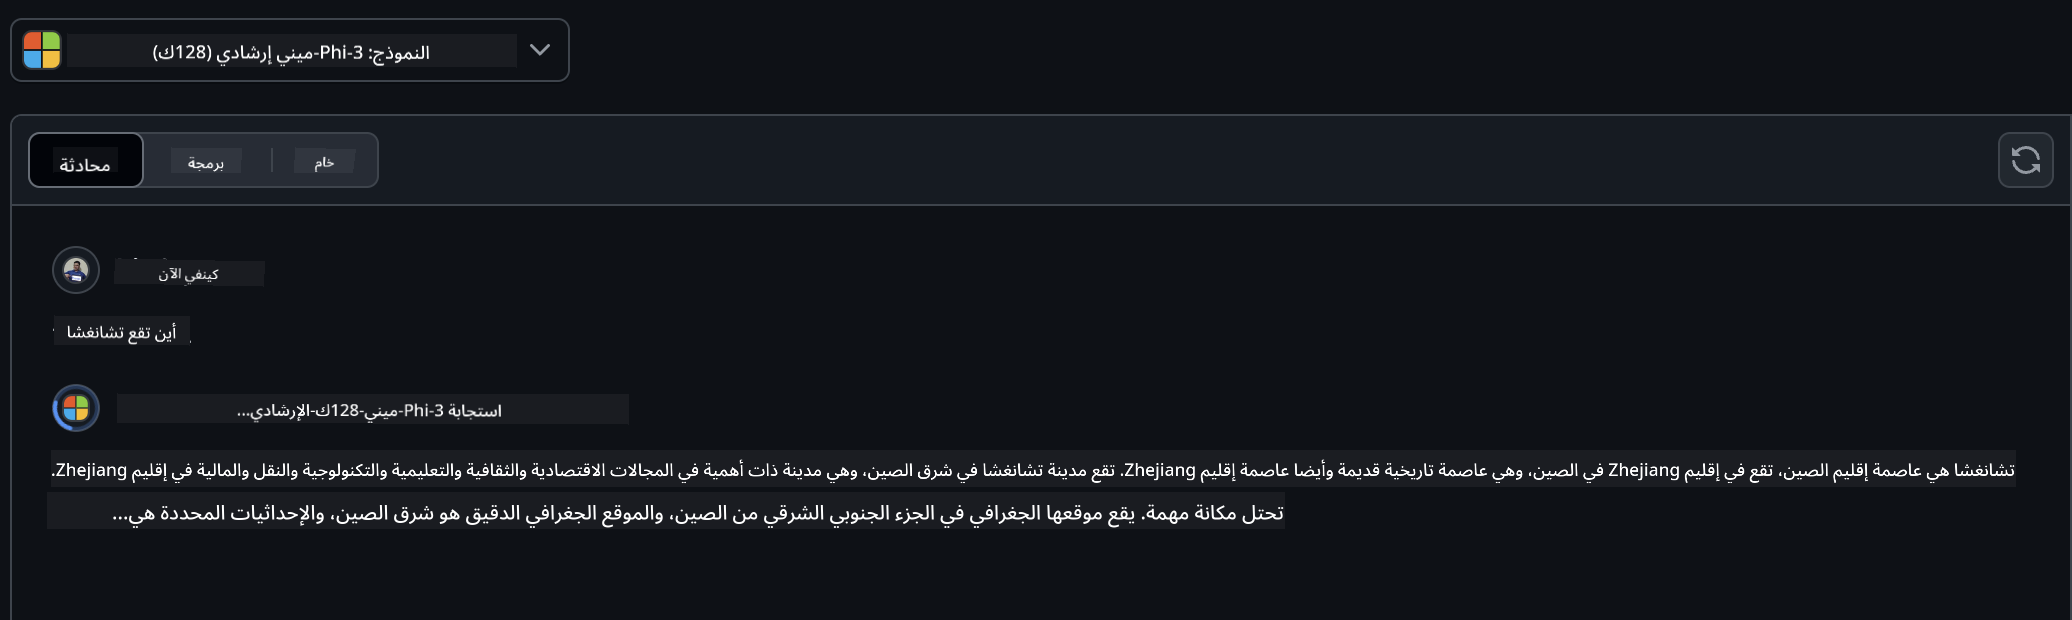 النموذج: Phi-3-ميني إرشادي (128ك)
محادثة
برمجة
خام
كينفي الآن
أين تقع تشانغشا
استجابة Phi-3-ميني-128ك-الإرشادي...
تشانغشا هي عاصمة إقليم الصين، تقع في إقليم Zhejiang في الصين، وهي عاصمة تاريخية قديمة وأيضا عاصمة إقليم Zhejiang. تقع مدينة تشانغشا في شرق الصين، وهي مدينة ذات أهمية في المجالات الاقتصادية والثقافية والتعليمية والتكنولوجية والنقل والمالية في إقليم Zhejiang.
تحتل مكانة مهمة. يقع موقعها الجغرافي في الجزء الجنوبي الشرقي من الصين، والموقع الجغرافي الدقيق هو شرق الصين، والإحداثيات المحددة هي...